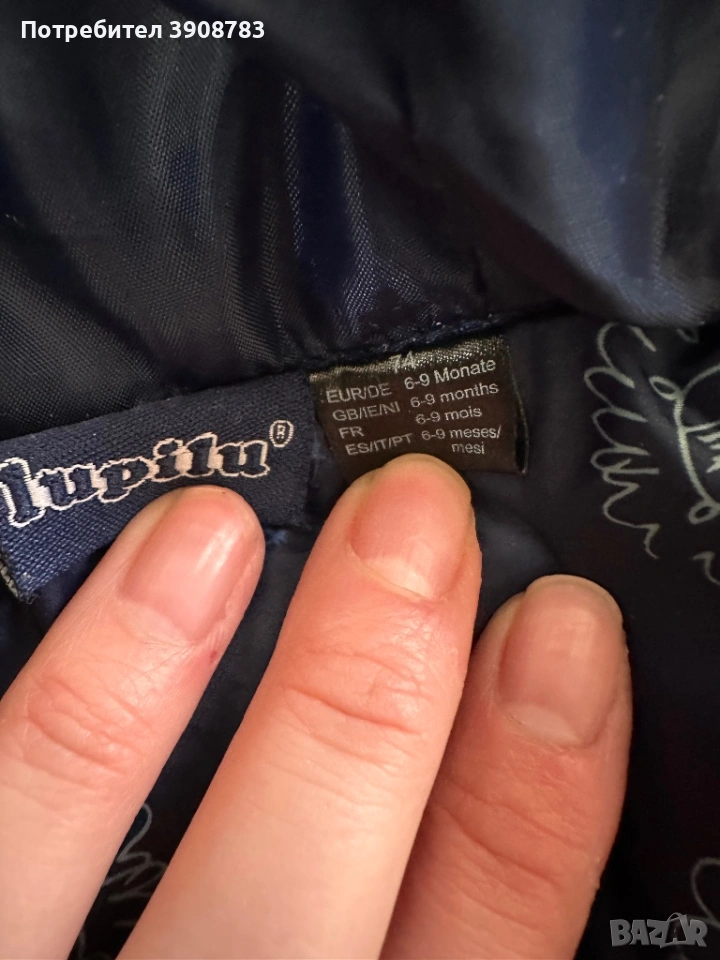 Потребител 3908783
lupilu®
74
EUR/DE 6-9 Monate
GB/IE/NI 6-9 months
FR 6-9 mois
ES/IT/PT 6-9 meses/
mesi
BAZAR